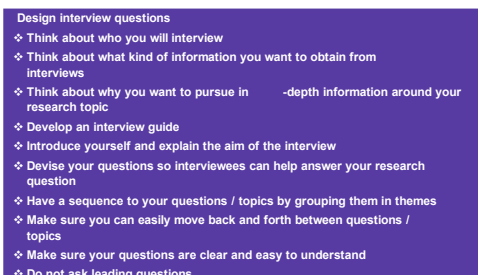 Design interview questions
❖ Think about who you will interview
❖ Think about what kind of information you want to obtain from
interviews
❖ Think about why you want to pursue in -depth information around your
research topic
❖ Develop an interview guide
❖ Introduce yourself and explain the aim of the interview
❖ Devise your questions so interviewees can help answer your research
question
❖ Have a sequence to your questions / topics by grouping them in themes
❖ Make sure you can easily move back and forth between questions /
topics
❖ Make sure your questions are clear and easy to understand
❖ Do not ask leading questions